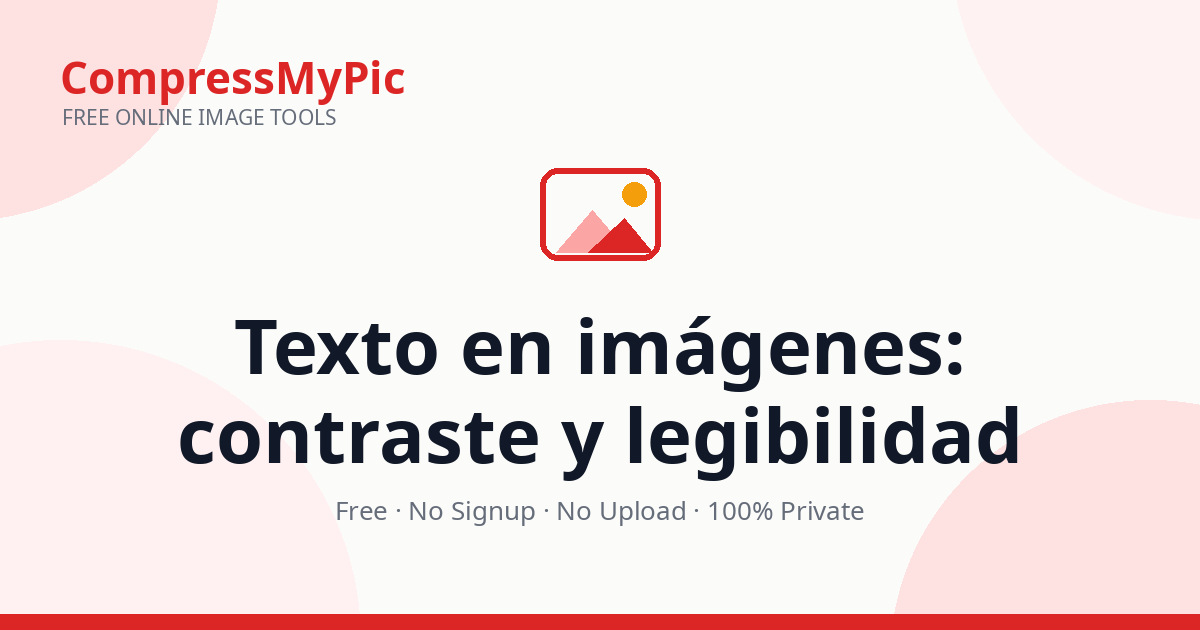 CompressMyPic
FREE ONLINE IMAGE TOOLS
Texto en imágenes:
contraste y legibilidad
Free · No Signup · No Upload · 100% Private